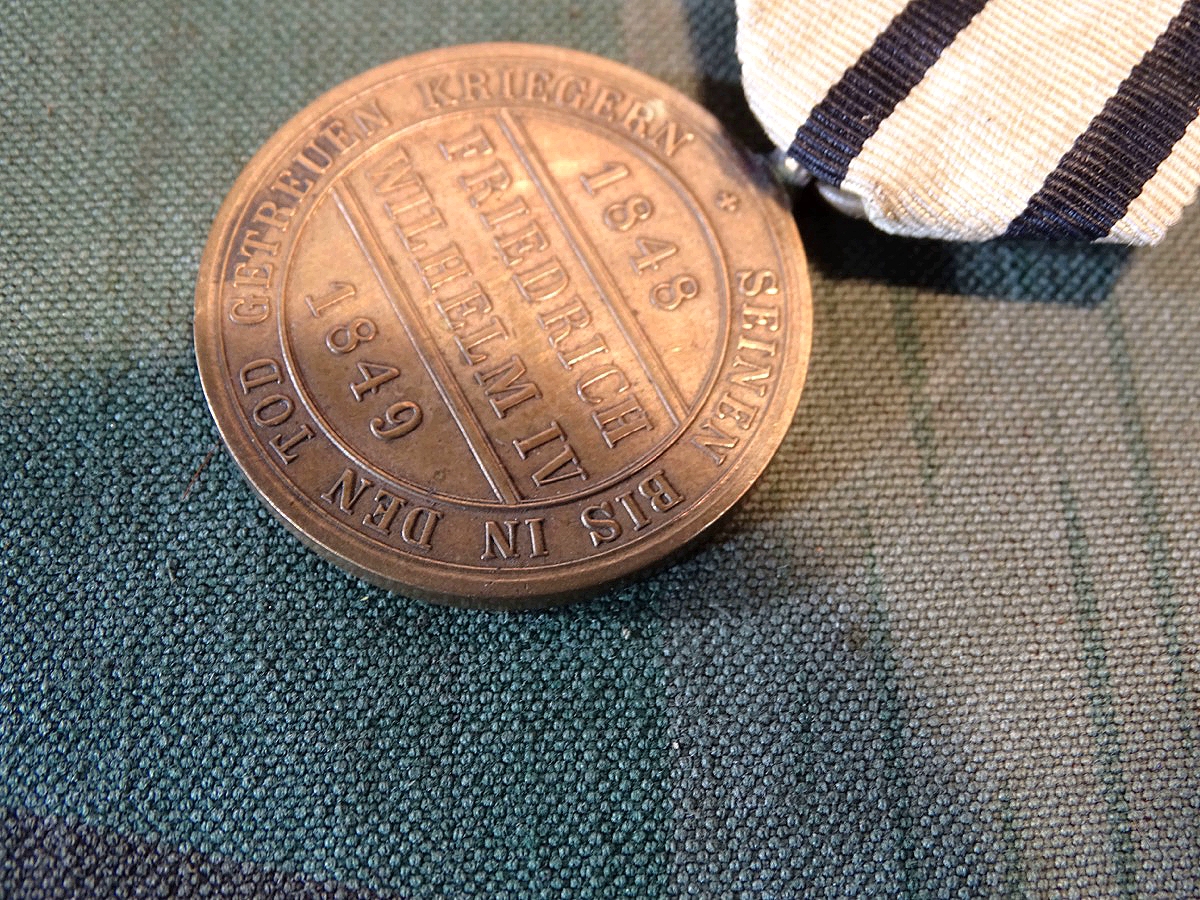 SEINEN BIS IN DEN TOD GETREUEN KRIEGERN
1848
FRIEDRICH
WILHELM IV
1849